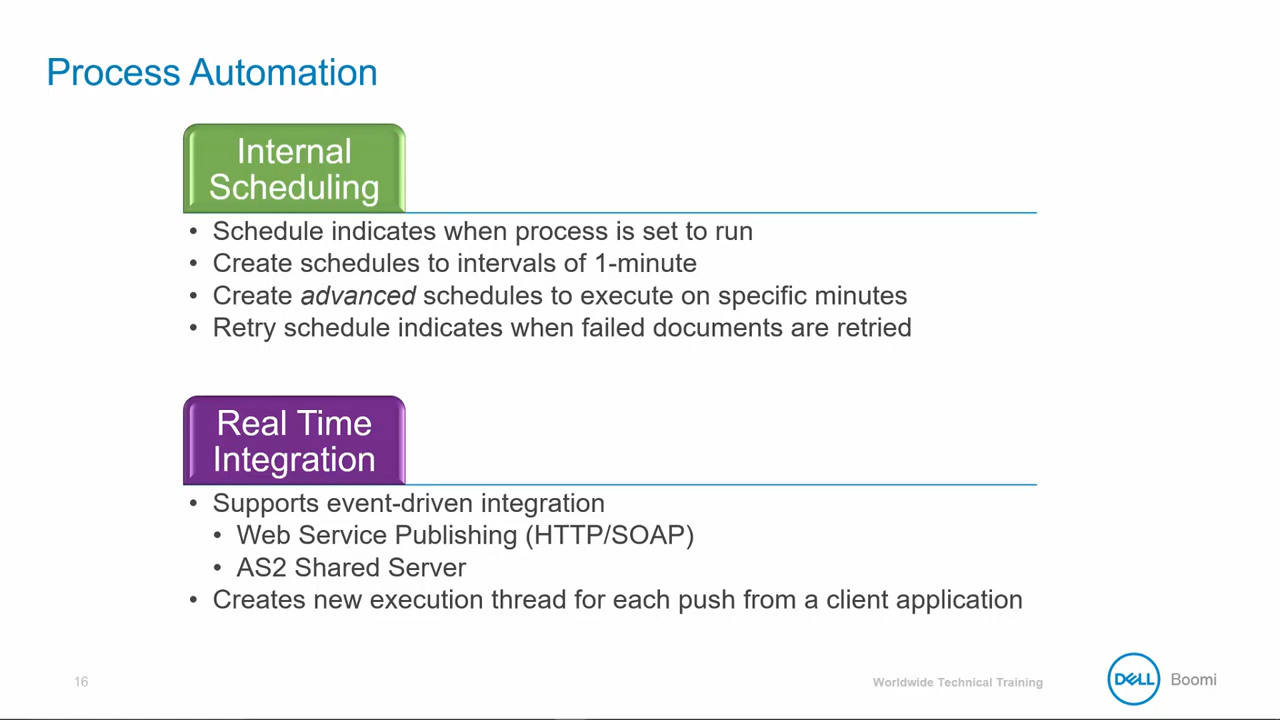 Process Automation
Internal
Scheduling
• Schedule indicates when process is set to run
• Create schedules to intervals of 1-minute
• Create advanced schedules to execute on specific minutes
• Retry schedule indicates when failed documents are retried
Real Time
Integration
• Supports event-driven integration
• Web Service Publishing (HTTP/SOAP)
• AS2 Shared Server
• Creates new execution thread for each push from a client application
16
Worldwide Technical Training
DELL Boomi